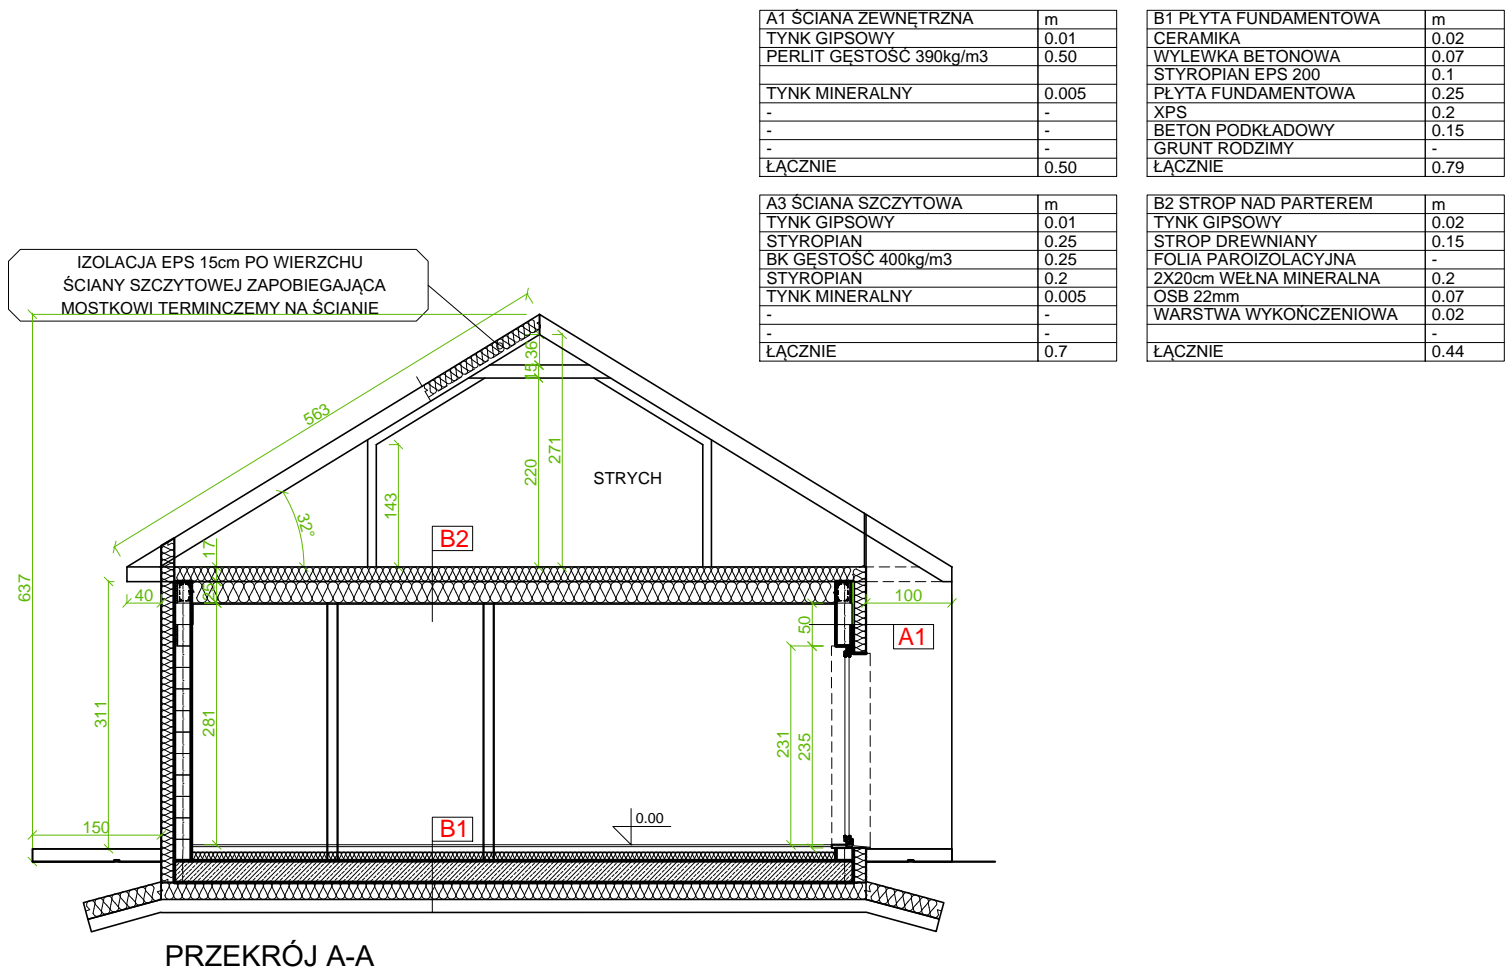 A1 ŚCIANA ZEWNĘTRZNA m
TYNK GIPSOWY 0.01
PERLIT GĘSTOŚĆ 390kg/m3 0.50
TYNK MINERALNY 0.005
- -
- -
- -
ŁĄCZNIE 0.50
B1 PŁYTA FUNDAMENTOWA m
CERAMIKA 0.02
WYLEWKA BETONOWA 0.07
STYROPIAN EPS 200 0.1
PŁYTA FUNDAMENTOWA 0.25
XPS 0.2
BETON PODKŁADOWY 0.15
GRUNT RODZIMY -
ŁĄCZNIE 0.79
A3 ŚCIANA SZCZYTOWA m
TYNK GIPSOWY 0.01
STYROPIAN 0.25
BK GĘSTOŚĆ 400kg/m3 0.25
STYROPIAN 0.2
TYNK MINERALNY 0.005
- -
- -
ŁĄCZNIE 0.7
B2 STROP NAD PARTEREM m
TYNK GIPSOWY 0.02
STROP DREWNIANY 0.15
FOLIA PAROIZOLACYJNA -
2X20cm WEŁNA MINERALNA 0.2
OSB 22mm 0.07
WARSTWA WYKOŃCZENIOWA 0.02
-
ŁĄCZNIE 0.44
IZOLACJA EPS 15cm PO WIERZCHU
ŚCIANY SZCZYTOWEJ ZAPOBIEGAJĄCA
MOSTKOWI TERMINCZEMY NA ŚCIANIE
563
36
15
271
220
143
STRYCH
32°
17
B2
637
40
100
50
A1
311
281
231
235
150
B1
0.00
PRZEKRÓJ A-A